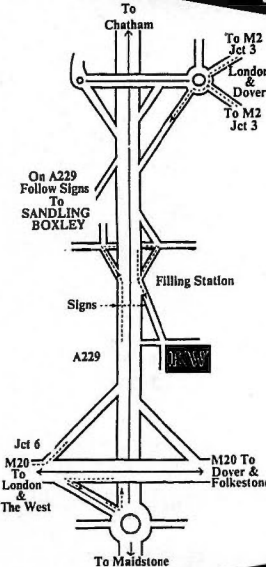 To
Chatham
To M2
Jct 3
London
&
Dover
To M2
Jct 3
On A229
Follow Signs
To
SANDLING
BOXLEY
Filling Station
Signs
A229
Jct 6
M20
To
London
&
The West
M20 To
Dover &
Folkestone
To Maidstone